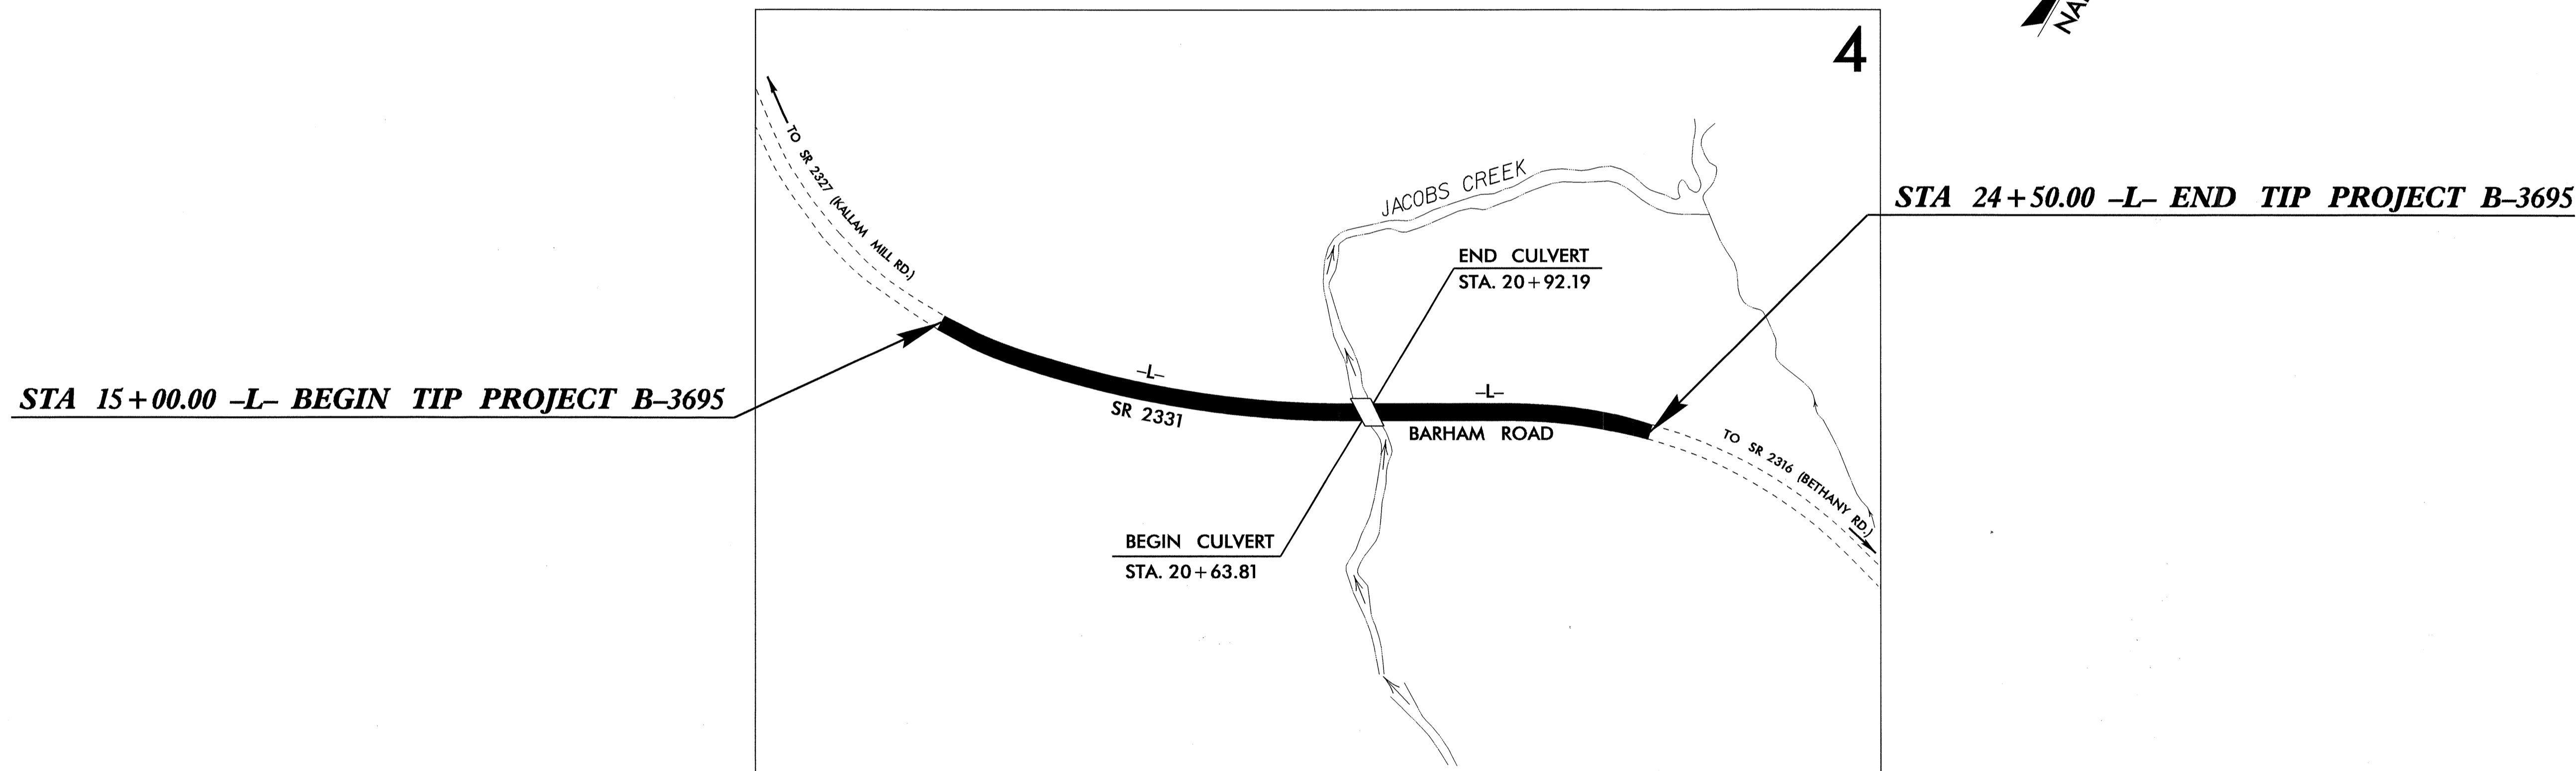 4
NA
TO SR 2327 (KALLAM MILL RD.)
JACOBS CREEK
STA 24+50.00 –L– END TIP PROJECT B–3695
END CULVERT
STA. 20+92.19
–L–
SR 2331
–L–
BARHAM ROAD
STA 15+00.00 –L– BEGIN TIP PROJECT B–3695
TO SR 2316 (BETHANY RD.)
BEGIN CULVERT
STA. 20+63.81